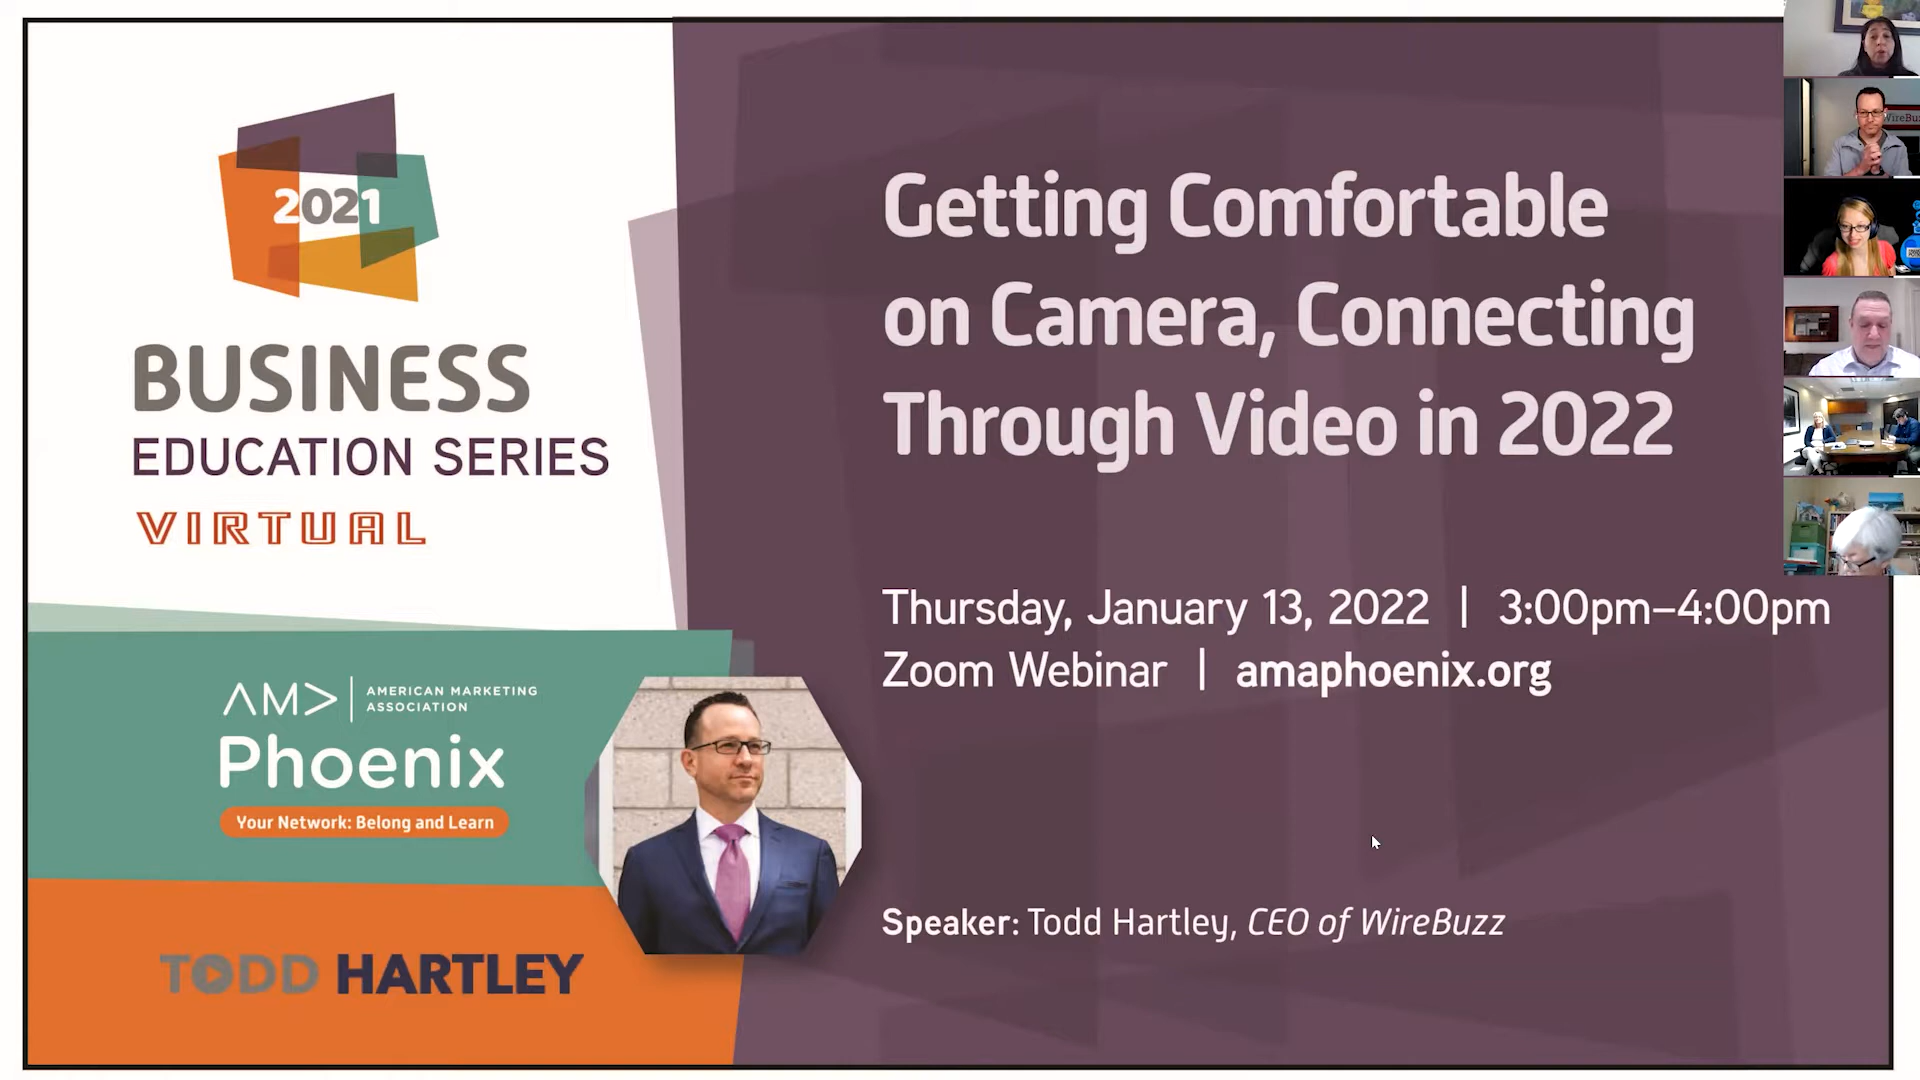 2021
BUSINESS
EDUCATION SERIES
VIRTUAL
AMA
AMERICAN MARKETING
ASSOCIATION
Phoenix
Your Network: Belong and Learn
TODD HARTLEY
Getting Comfortable
on Camera, Connecting
Through Video in 2022
Thursday, January 13, 2022 | 3:00pm–4:00pm
Zoom Webinar | amaphoenix.org
Speaker: Todd Hartley, CEO of WireBuzz
WireBu